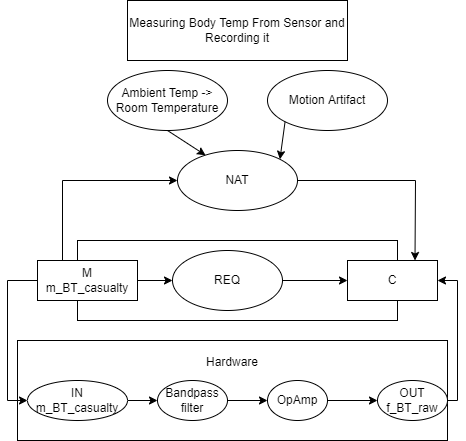 Measuring Body Temp From Sensor and
Recording it
Ambient Temp ->
Room Temperature
Motion Artifact
NAT
M
m_BT_casualty
REQ
C
Hardware
IN
m_BT_casualty
Bandpass
filter
OpAmp
OUT
f_BT_raw